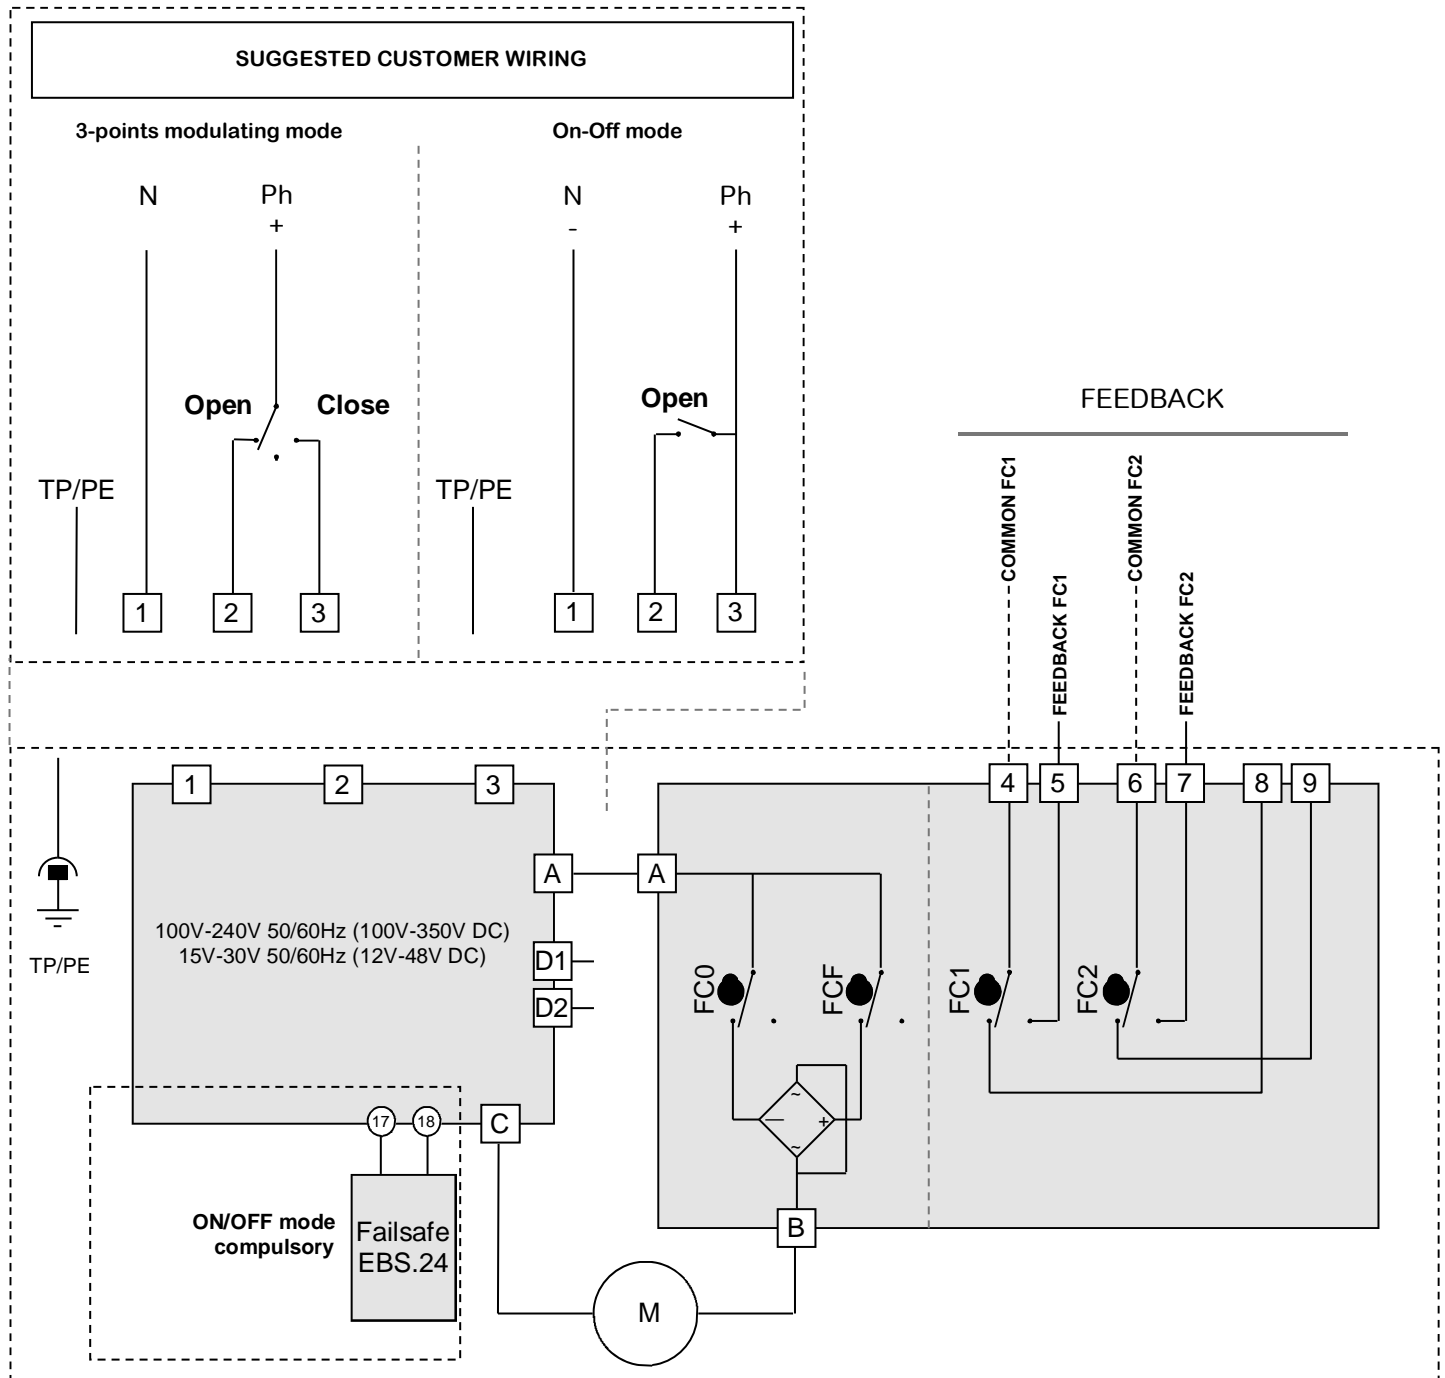 SUGGESTED CUSTOMER WIRING
3-points modulating mode
On-Off mode
N
Ph
+
N
-
Ph
+
Open
Close
Open
TP/PE
TP/PE
1
2
3
1
2
3
FEEDBACK
COMMON FC1
FEEDBACK FC1
COMMON FC2
FEEDBACK FC2
1
2
3
4
5
6
7
8
9
A
A
100V-240V 50/60Hz (100V-350V DC)
15V-30V 50/60Hz (12V-48V DC)
D1
D2
TP/PE
FC0
FCF
FC1
FC2
~
—
+
~
17
18
C
B
ON/OFF mode
compulsory
Failsafe
EBS.24
M